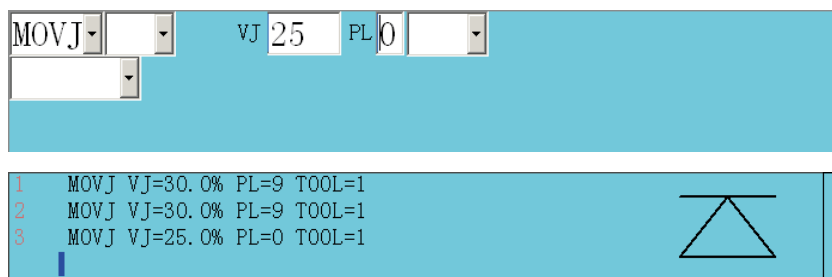 MOVJ VJ 25 PL 0
1 MOVJ VJ=30.0% PL=9 TOOL=1
2 MOVJ VJ=30.0% PL=9 TOOL=1
3 MOVJ VJ=25.0% PL=0 TOOL=1